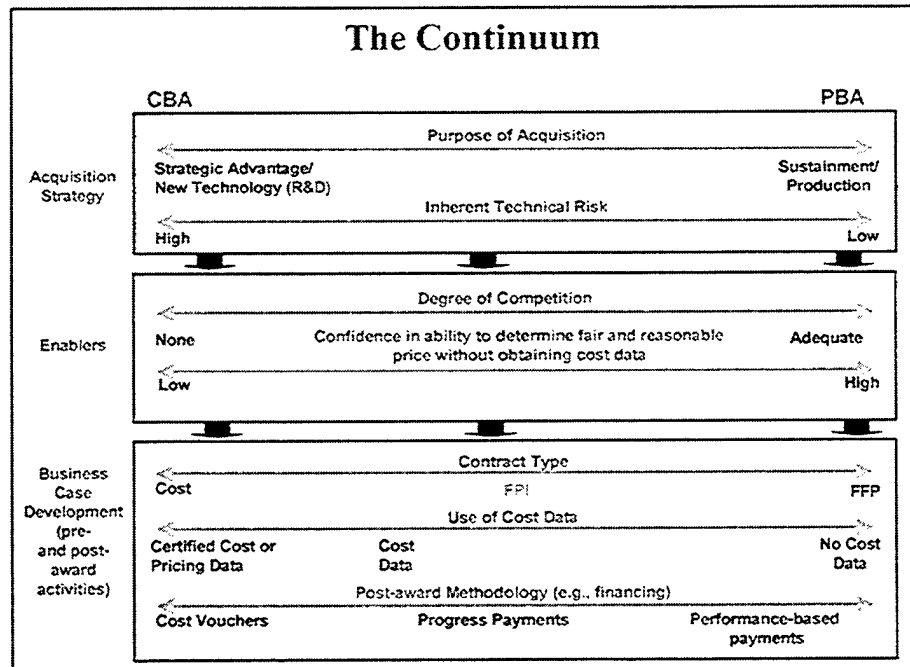 The Continuum
CBA PBA
Purpose of Acquisition
Acquisition
Strategy
Strategic Advantage/
New Technology (R&D)
Sustainment/
Production
Inherent Technical Risk
High Low
Degree of Competition
Enablers
None
Confidence in ability to determine fair and reasonable
price without obtaining cost data
Adequate
Low High
Business
Case
Development
(pre-
and post-
award
activities)
Contract Type
Cost FPI FFP
Use of Cost Data
Certified Cost or
Pricing Data
Cost
Data
No Cost
Data
Post-award Methodology (e.g., financing)
Cost Vouchers Progress Payments
Performance-based
payments